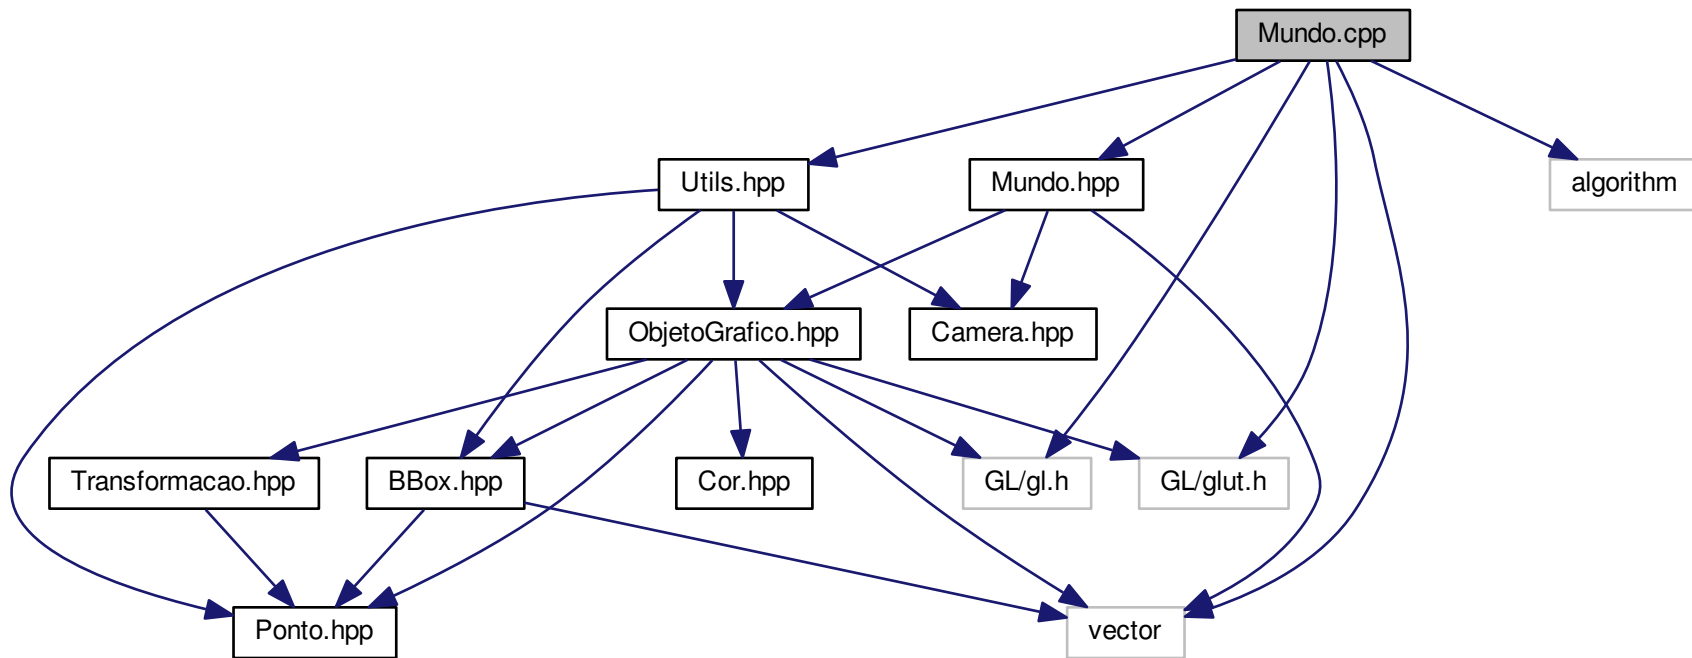 Mundo.cpp
Utils.hpp
Mundo.hpp
algorithm
ObjetoGrafico.hpp
Camera.hpp
Transformacao.hpp
BBox.hpp
Cor.hpp
GL/gl.h
GL/glut.h
Ponto.hpp
vector